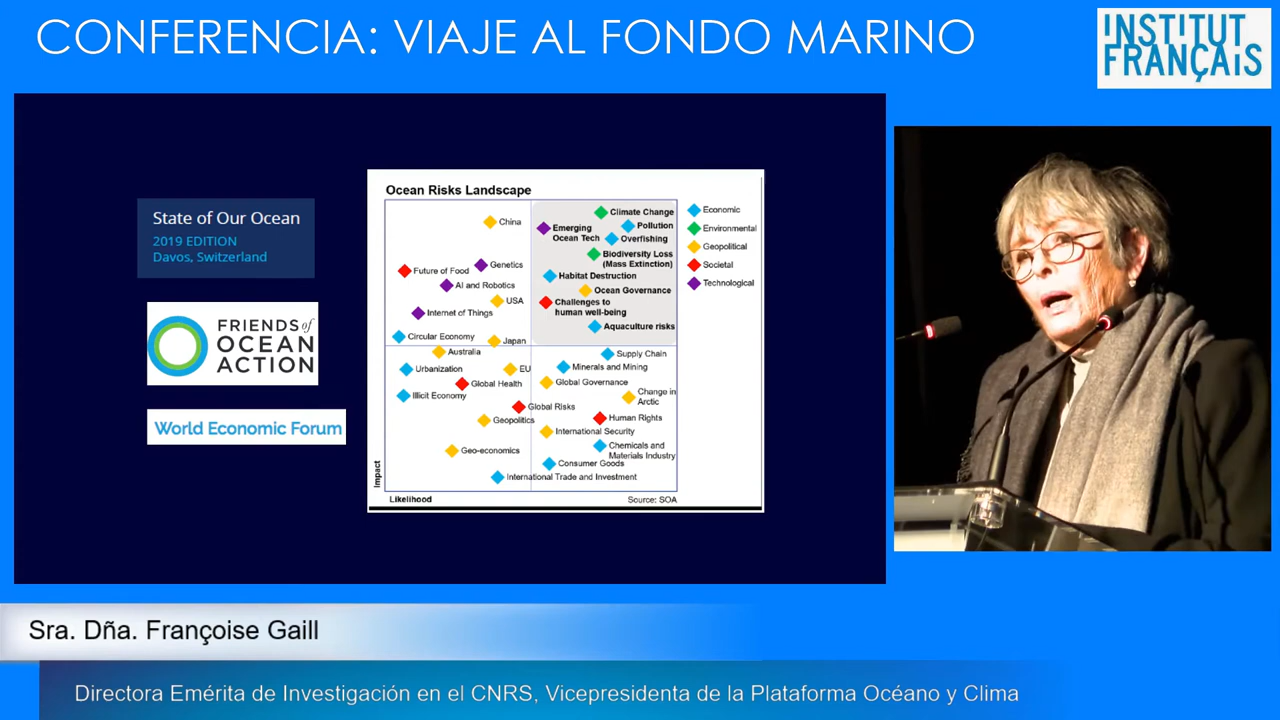 CONFERENCIA: VIAJE AL FONDO MARINO
INSTITUT
FRANÇAIS
State of Our Ocean
2019 EDITION
Davos, Switzerland
FRIENDS of
OCEAN
ACTION
World Economic Forum
Ocean Risks Landscape
China
Climate Change
Pollution
Emerging
Ocean Tech
Overfishing
Biodiversity Loss
(Mass Extinction)
Genetics
Future of Food
Habitat Destruction
AI and Robotics
Ocean Governance
USA
Challenges to
human well-being
Internet of Things
Aquaculture risks
Circular Economy
Japan
Australia
Supply Chain
Urbanization
EU
Minerals and Mining
Global Health
Global Governance
Illicit Economy
Change in
Arctic
Global Risks
Geopolitics
Human Rights
International Security
Geo-economics
Chemicals and
Materials Industry
Consumer Goods
International Trade and Investment
Impact
Likelihood
Source: SOA
Economic
Environmental
Geopolitical
Societal
Technological
Sra. Dña. Françoise Gaill
Directora Emérita de Investigación en el CNRS, Vicepresidenta de la Plataforma Océano y Clima